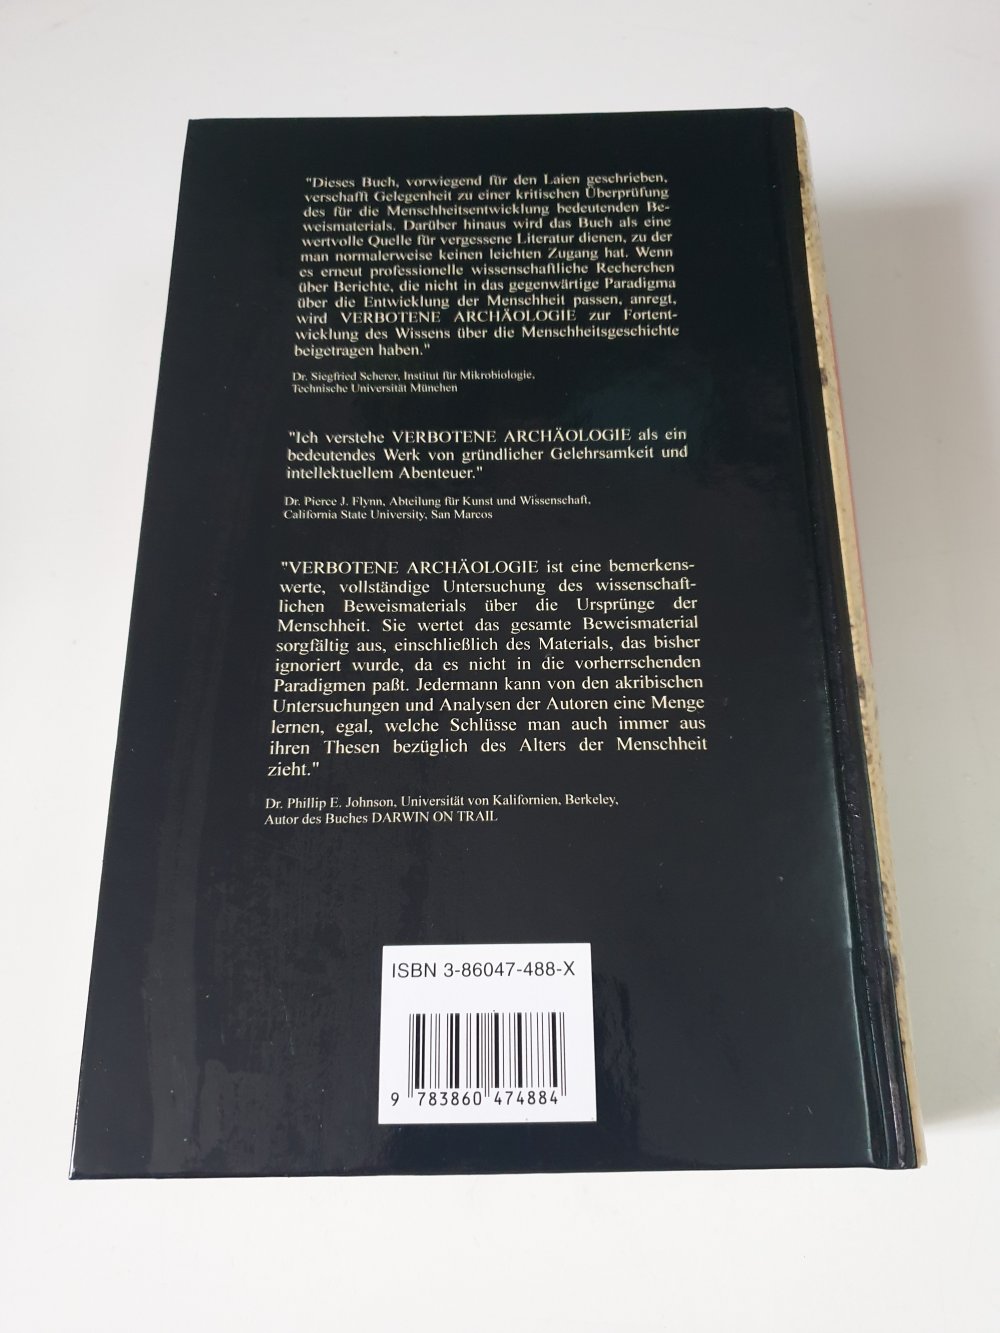 "Dieses Buch, vorwiegend für den Laien geschrieben,
verschafft Gelegenheit zu einer kritischen Überprüfung
des für die Menschheitsentwicklung bedeutenden Be-
weismaterials. Darüber hinaus wird das Buch als eine
wertvolle Quelle für vergessene Literatur dienen, zu der
man normalerweise keinen leichten Zugang hat. Wenn
es erneut professionelle wissenschaftliche Recherchen
über Berichte, die nicht in das gegenwärtige Paradigma
über die Entwicklung der Menschheit passen, anregt,
wird VERBOTENE ARCHÄOLOGIE zur Fortent-
wicklung des Wissens über die Menschheitsgeschichte
beigetragen haben."
Dr. Siegfried Scherer, Institut für Mikrobiologie,
Technische Universität München
"Ich verstehe VERBOTENE ARCHÄOLOGIE als ein
bedeutendes Werk von gründlicher Gelehrsamkeit und
intellektuellem Abenteuer."
Dr. Pierce J. Flynn, Abteilung für Kunst und Wissenschaft,
California State University, San Marcos
"VERBOTENE ARCHÄOLOGIE ist eine bemerkens-
werte, vollständige Untersuchung des wissenschaft-
lichen Beweismaterials über die Ursprünge der
Menschheit. Sie wertet das gesamte Beweismaterial
sorgfältig aus, einschließlich des Materials, das bisher
ignoriert wurde, da es nicht in die vorherrschenden
Paradigmen paßt. Jedermann kann von den akribischen
Untersuchungen und Analysen der Autoren eine Menge
lernen, egal, welche Schlüsse man auch immer aus
ihren Thesen bezüglich des Alters der Menschheit
zieht."
Dr. Phillip E. Johnson, Universität von Kalifornien, Berkeley,
Autor des Buches DARWIN ON TRAIL
ISBN 3-86047-488-X
9 783860 474884